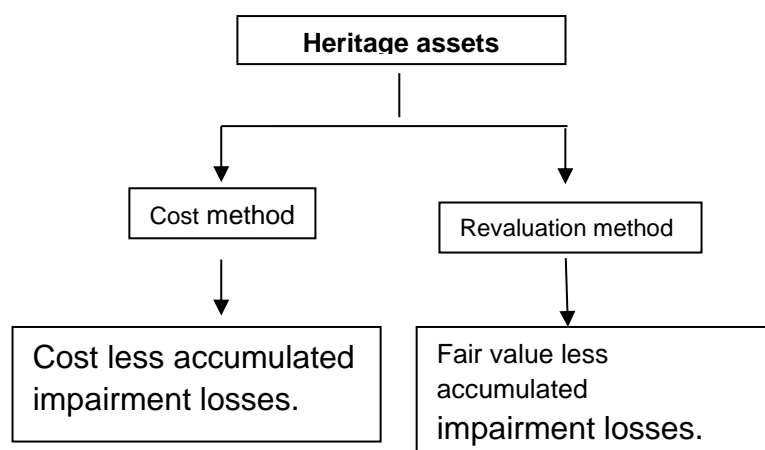 Heritage assets
Cost method
Revaluation method
Cost less accumulated
impairment losses.
Fair value less
accumulated
impairment losses.